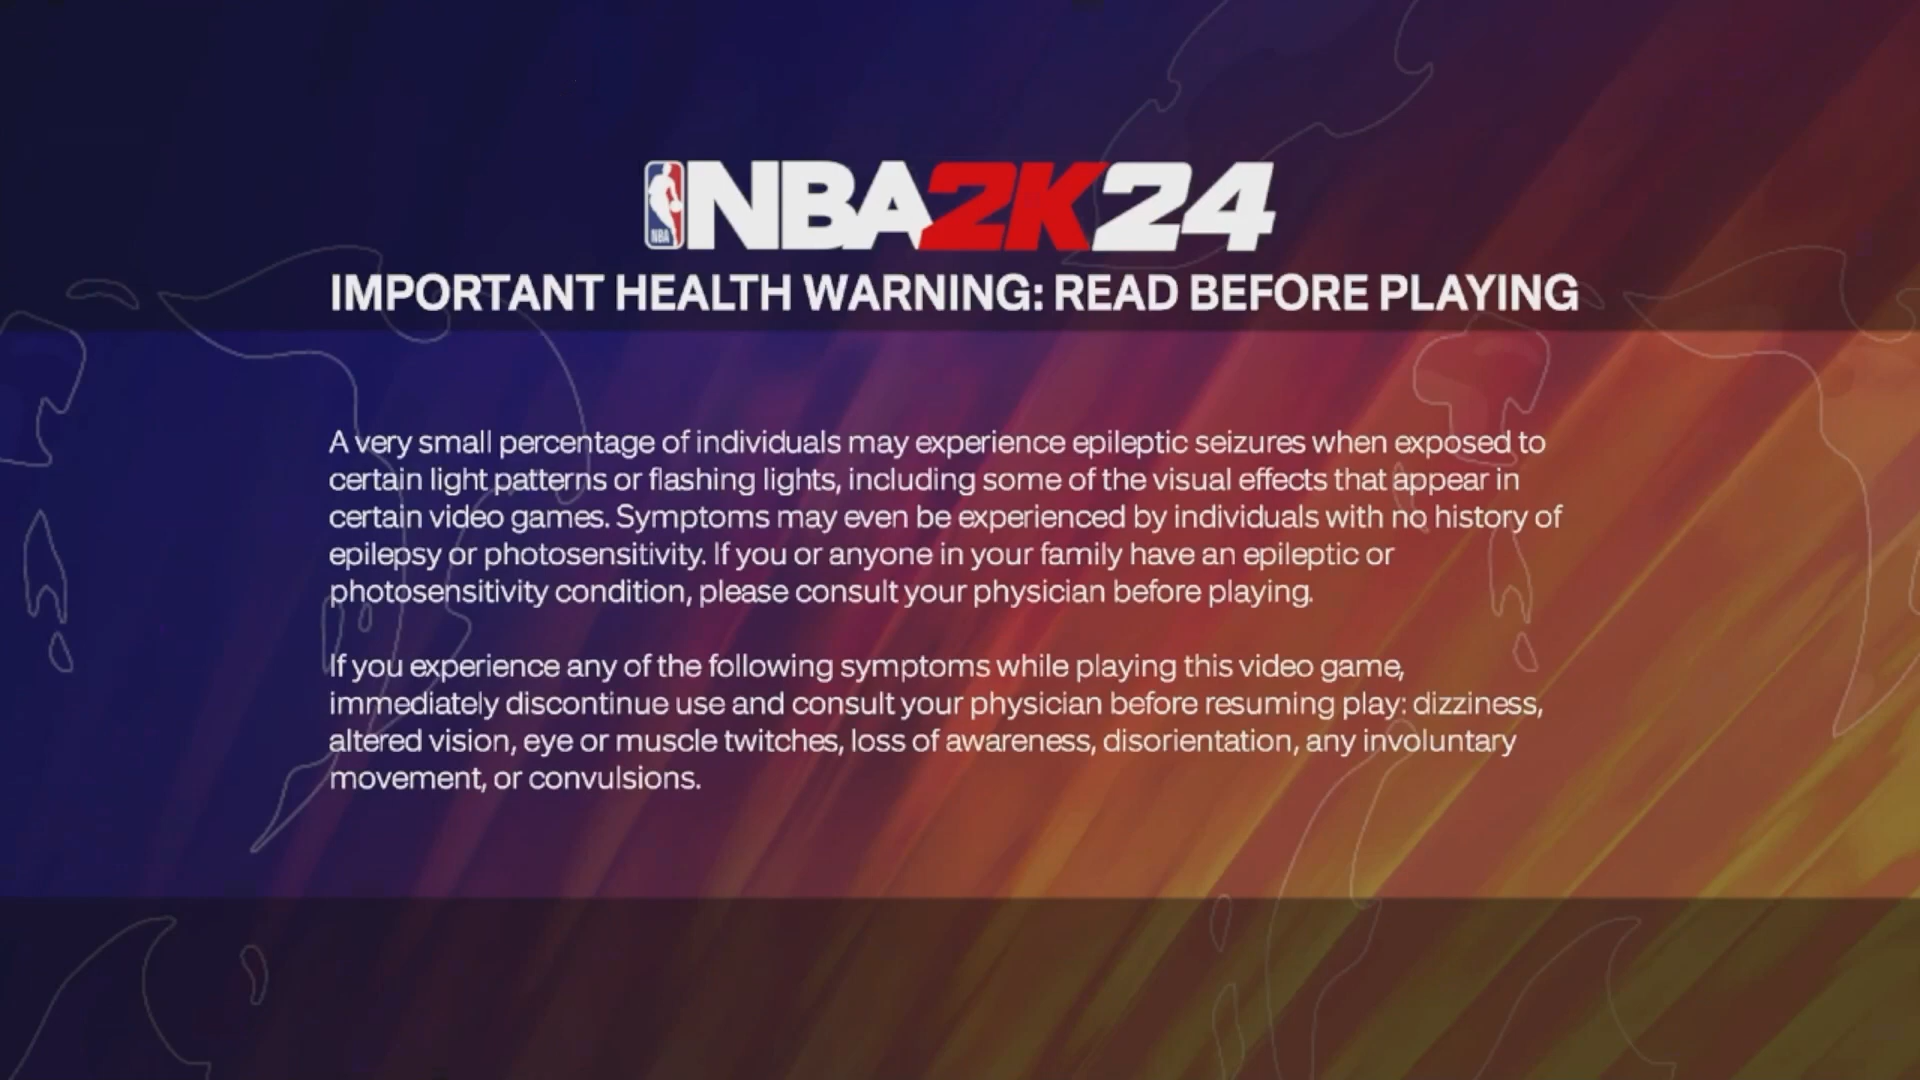 NBA
NBA2K24
IMPORTANT HEALTH WARNING: READ BEFORE PLAYING
A very small percentage of individuals may experience epileptic seizures when exposed to
certain light patterns or flashing lights, including some of the visual effects that appear in
certain video games. Symptoms may even be experienced by individuals with no history of
epilepsy or photosensitivity. If you or anyone in your family have an epileptic or
photosensitivity condition, please consult your physician before playing.
If you experience any of the following symptoms while playing this video game,
immediately discontinue use and consult your physician before resuming play: dizziness,
altered vision, eye or muscle twitches, loss of awareness, disorientation, any involuntary
movement, or convulsions.